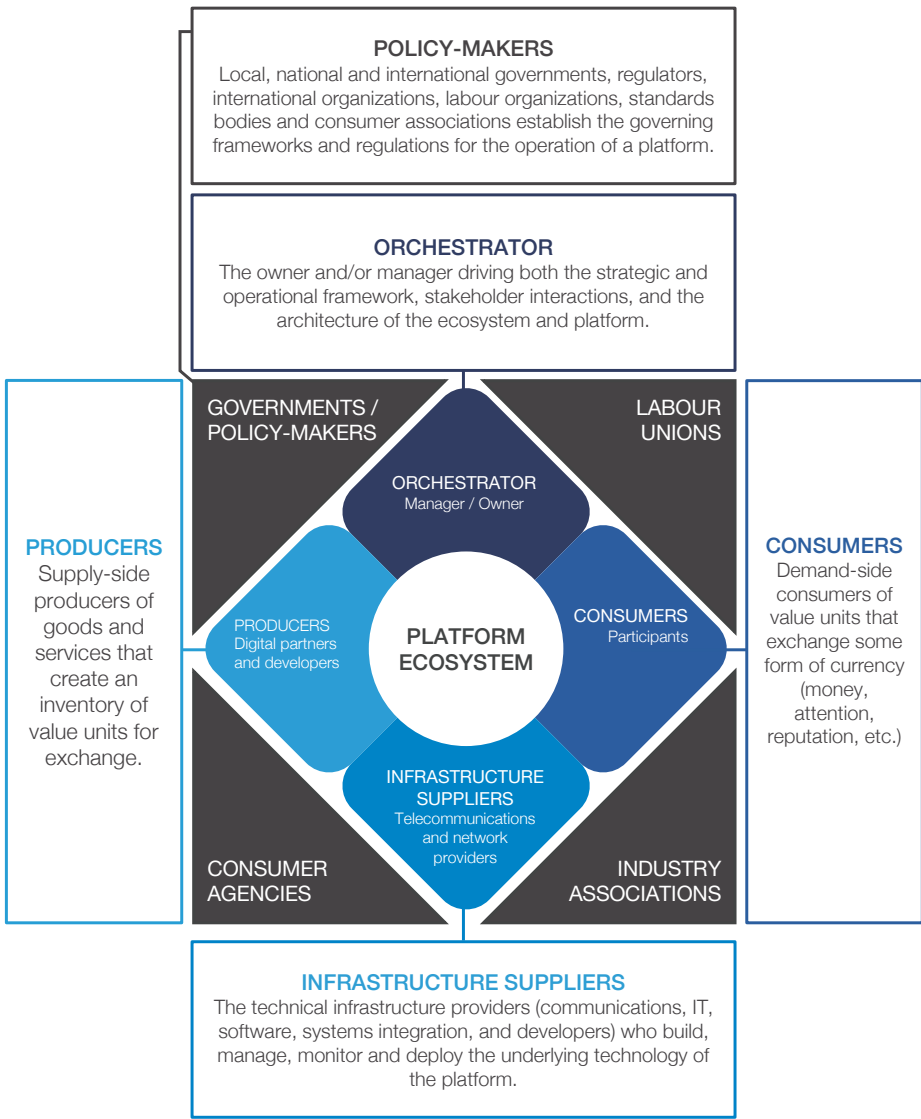 POLICY-MAKERS
Local, national and international governments, regulators,
international organizations, labour organizations, standards
bodies and consumer associations establish the governing
frameworks and regulations for the operation of a platform.
ORCHESTRATOR
The owner and/or manager driving both the strategic and
operational framework, stakeholder interactions, and the
architecture of the ecosystem and platform.
GOVERNMENTS /
POLICY-MAKERS
LABOUR
UNIONS
ORCHESTRATOR
Manager / Owner
PRODUCERS
Supply-side
producers of
goods and
services that
create an
inventory of
value units for
exchange.
PRODUCERS
Digital partners
and developers
PLATFORM
ECOSYSTEM
CONSUMERS
Participants
CONSUMERS
Demand-side
consumers of
value units that
exchange some
form of currency
(money,
attention,
reputation, etc.)
INFRASTRUCTURE
SUPPLIERS
Telecommunications
and network
providers
CONSUMER
AGENCIES
INDUSTRY
ASSOCIATIONS
INFRASTRUCTURE SUPPLIERS
The technical infrastructure providers (communications, IT,
software, systems integration, and developers) who build,
manage, monitor and deploy the underlying technology of
the platform.